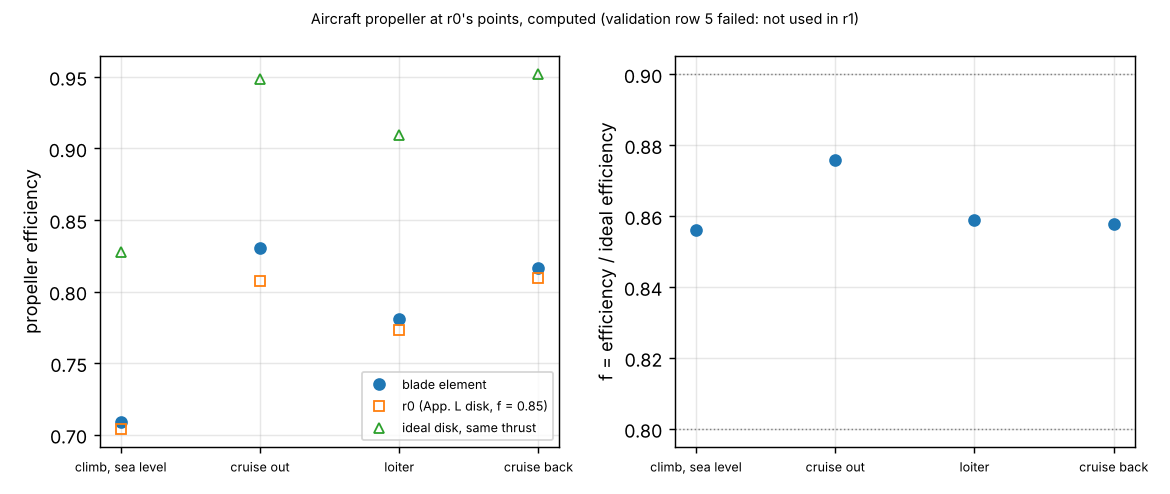 Aircraft propeller at r0's points, computed (validation row 5 failed: not used in r1)
propeller efficiency
0.95
0.90
0.85
0.80
0.75
0.70
climb, sea level
cruise out
loiter
cruise back
blade element
r0 (App. L disk, f = 0.85)
ideal disk, same thrust
f = efficiency / ideal efficiency
0.90
0.88
0.86
0.84
0.82
0.80
climb, sea level
cruise out
loiter
cruise back